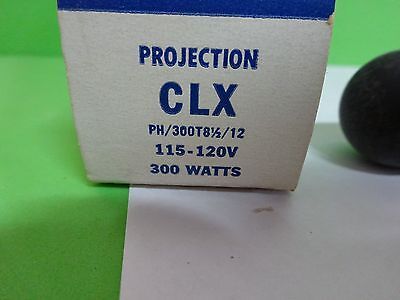 PROJECTION
CLX
PH/300T8½/12
115-120V
300 WATTS